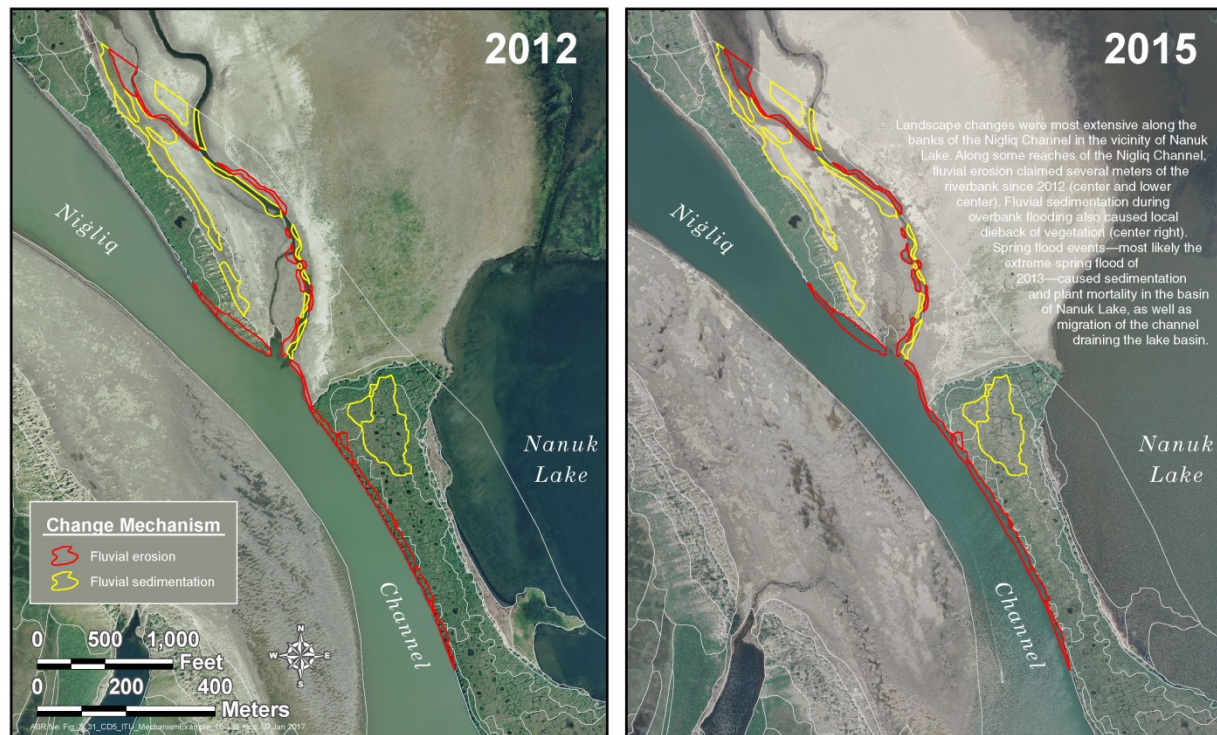 2012
Niġliq
Channel
Nanuk
Lake
Change Mechanism
Fluvial erosion
Fluvial sedimentation
0 500 1,000
Feet
0 200 400
Meters
N
W E
S
2015
Landscape changes were most extensive along the
banks of the Nigliq Channel in the vicinity of Nanuk
Lake. Along some reaches of the Nigliq Channel,
fluvial erosion claimed several meters of the
riverbank since 2012 (center and lower
center). Fluvial sedimentation during
overbank flooding also caused local
dieback of vegetation (center right).
Spring flood events—most likely the
extreme spring flood of
2013—caused sedimentation
and plant mortality in the basin
of Nanuk Lake, as well as
migration of the channel
draining the lake basin.
Niġliq
Channel
Nanuk
Lake